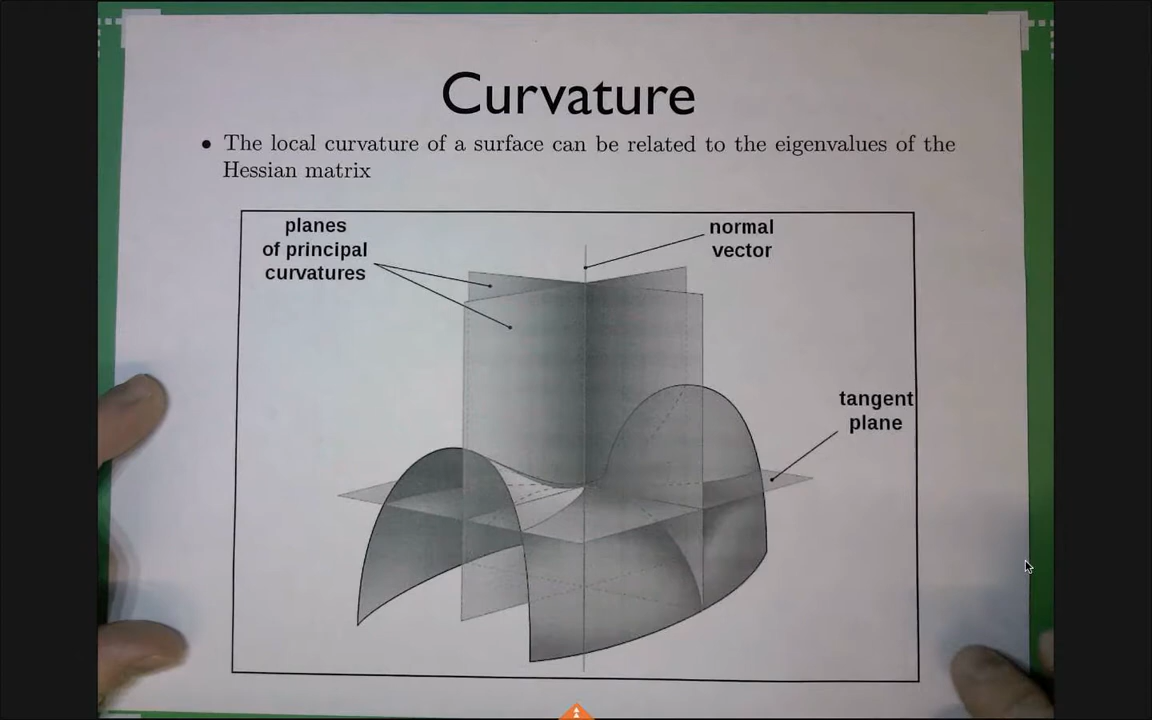 Curvature
• The local curvature of a surface can be related to the eigenvalues of the
Hessian matrix
planes
of principal
curvatures
normal
vector
tangent
plane